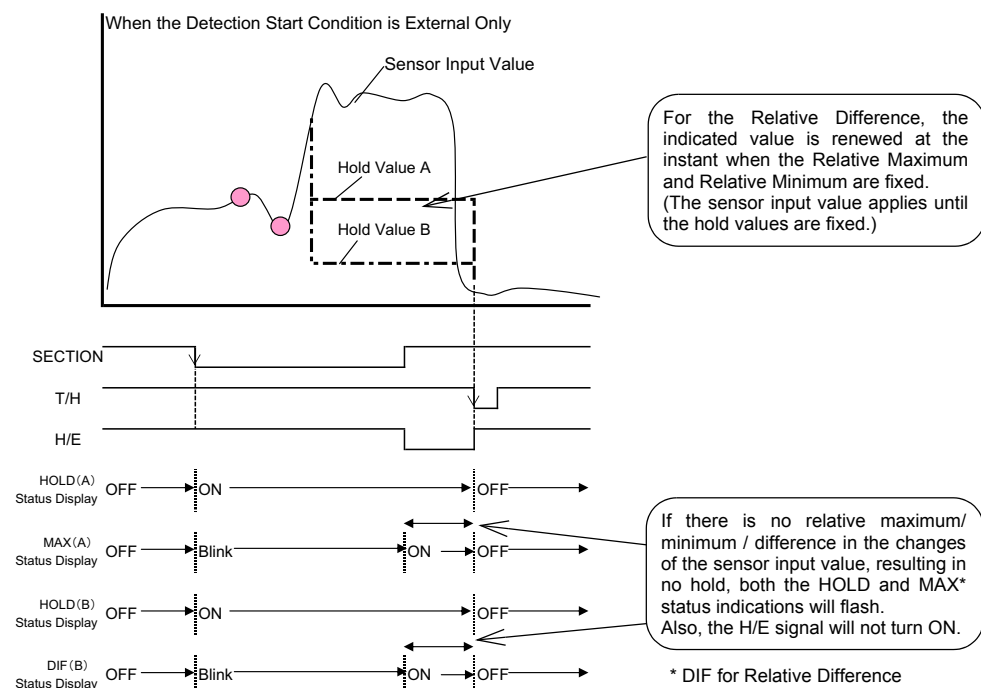 When the Detection Start Condition is External Only
Sensor Input Value
For the Relative Difference, the
indicated value is renewed at the
instant when the Relative Maximum
and Relative Minimum are fixed.
(The sensor input value applies until
the hold values are fixed.)
Hold Value A
Hold Value B
SECTION
T/H
H/E
HOLD(A)
Status Display OFF ON OFF
MAX(A)
Status Display OFF Blink ON OFF
HOLD(B)
Status Display OFF ON OFF
DIF(B)
Status Display OFF Blink ON OFF
If there is no relative maximum/
minimum / difference in the changes
of the sensor input value, resulting in
no hold, both the HOLD and MAX*
status indications will flash.
Also, the H/E signal will not turn ON.
* DIF for Relative Difference